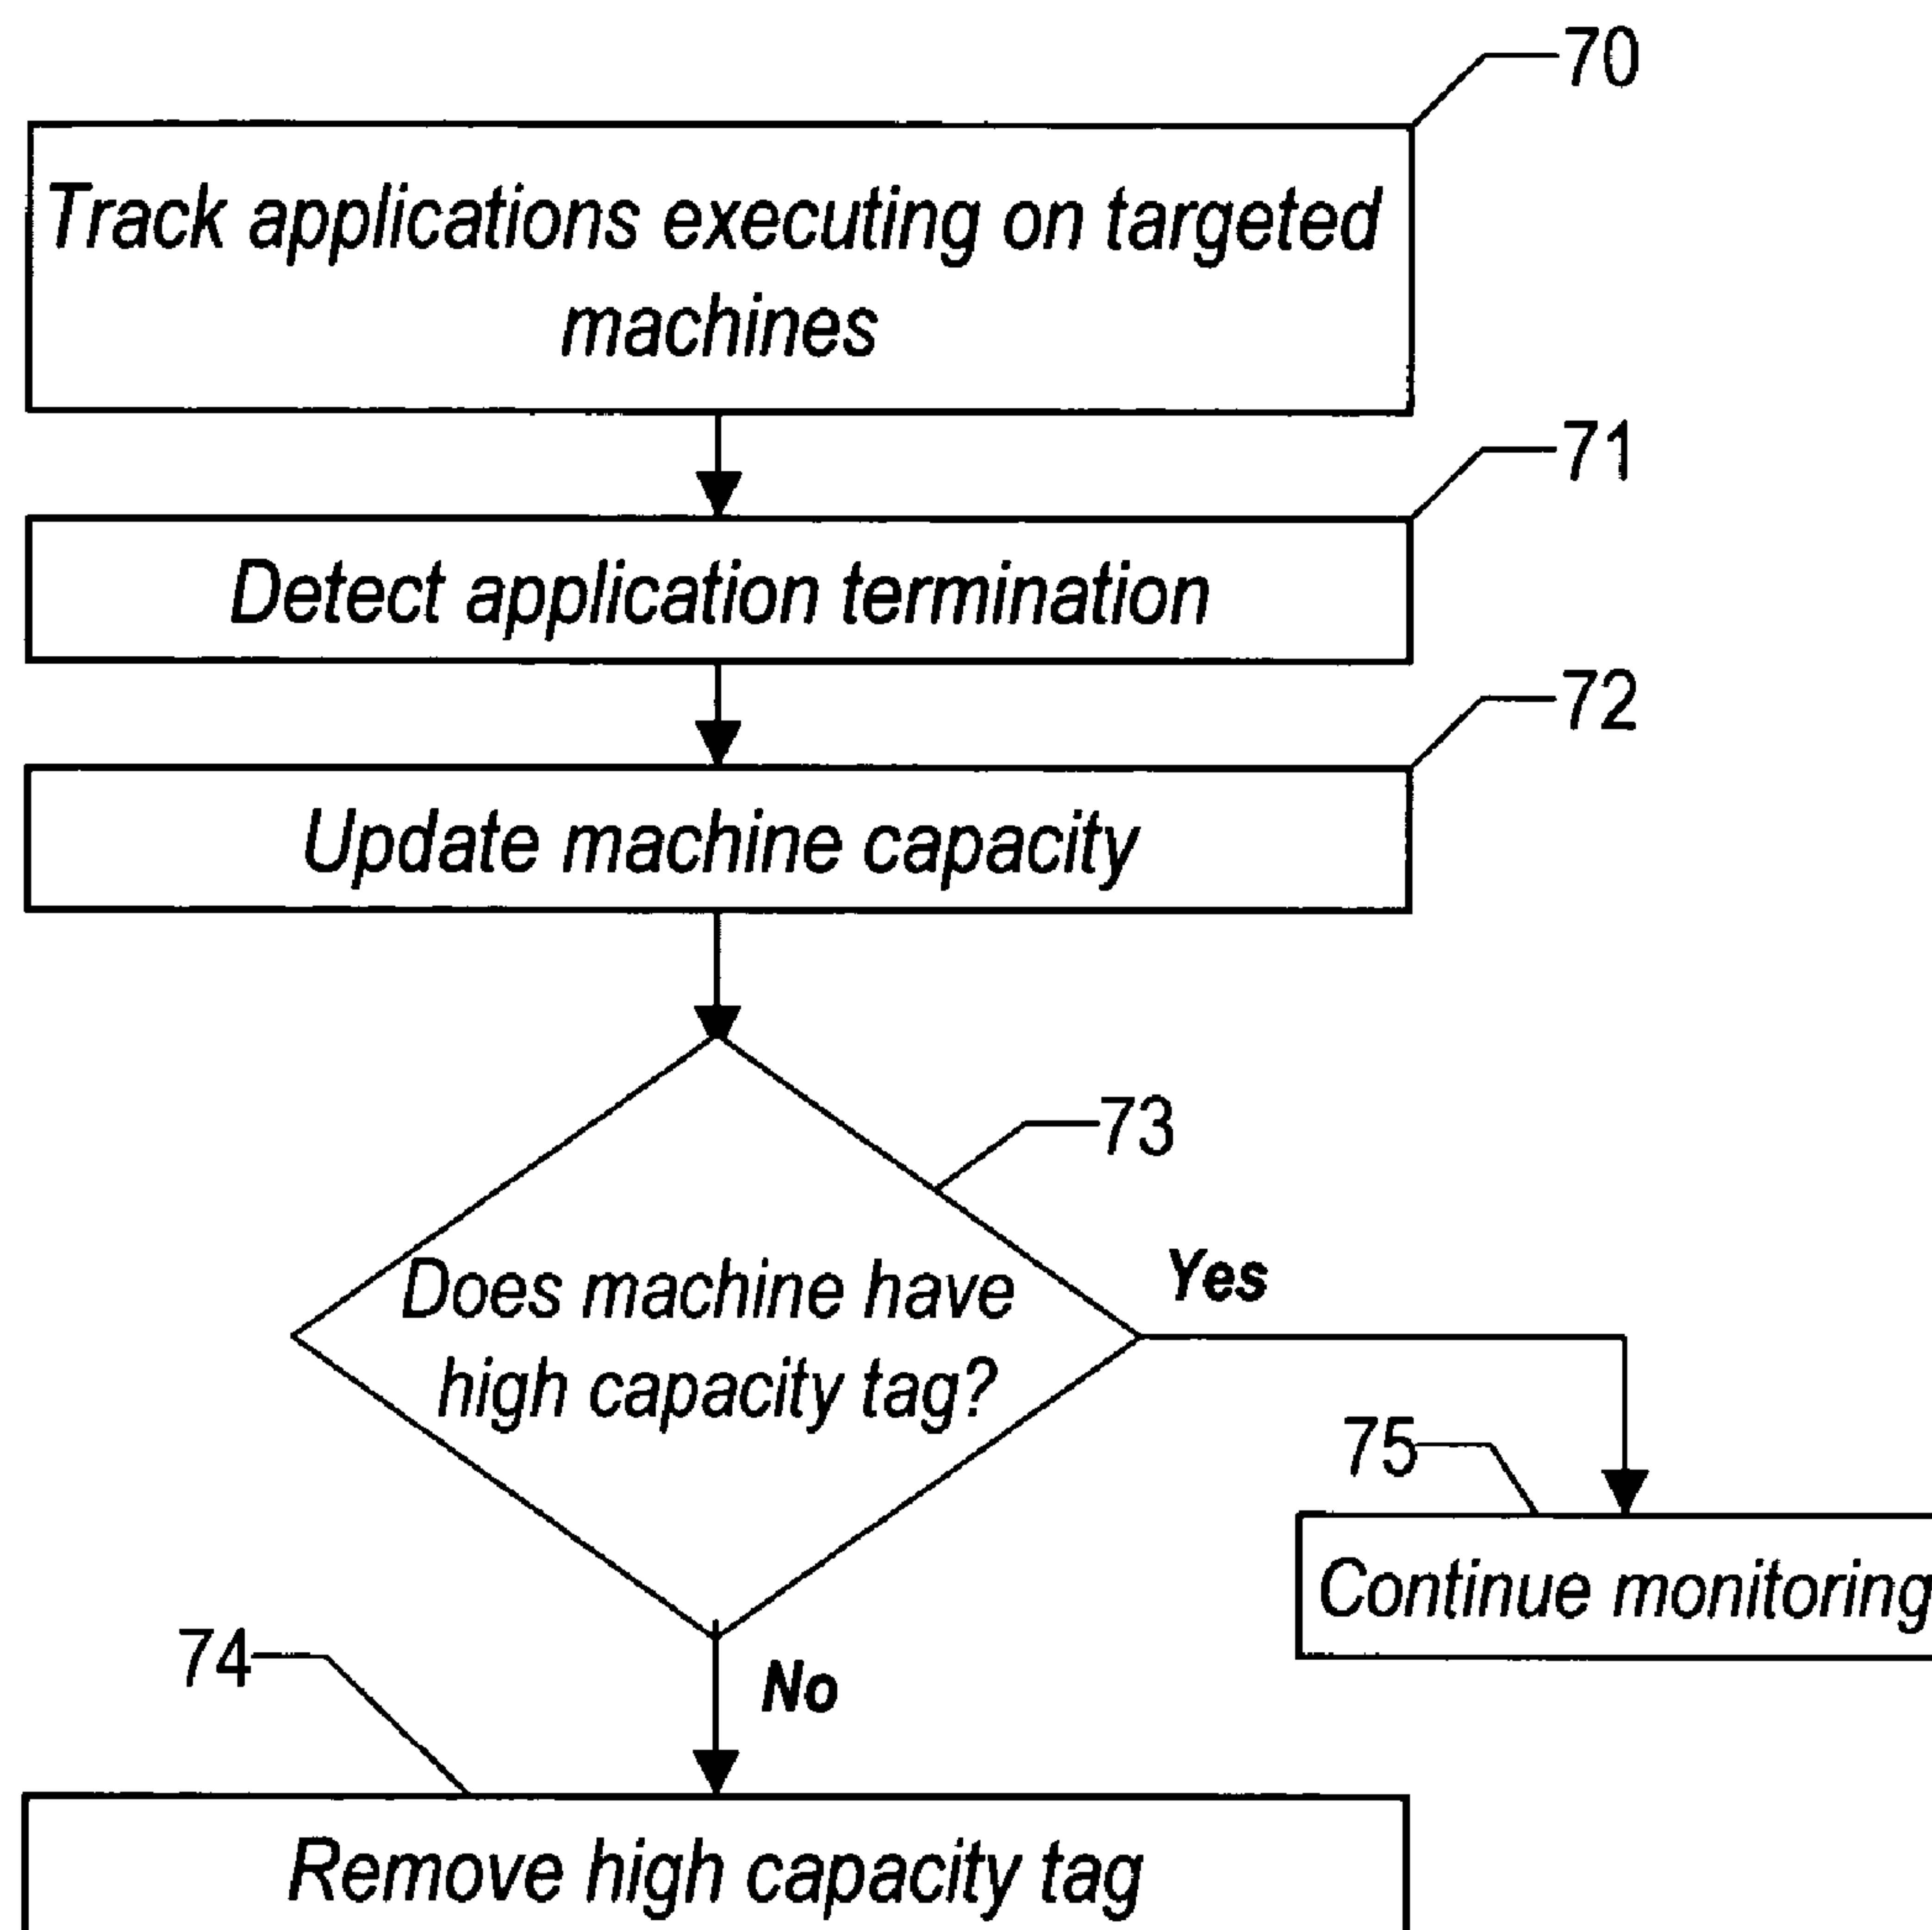 70
Track applications executing on targeted
machines
71
Detect application termination
72
Update machine capacity
73
Does machine have
high capacity tag?
Yes
75
Continue monitoring
74
No
Remove high capacity tag